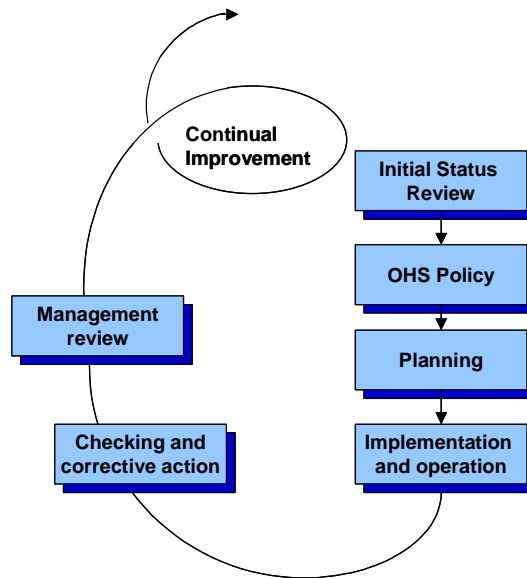 Continual
Improvement
Initial Status
Review
OHS Policy
Planning
Implementation
and operation
Checking and
corrective action
Management
review